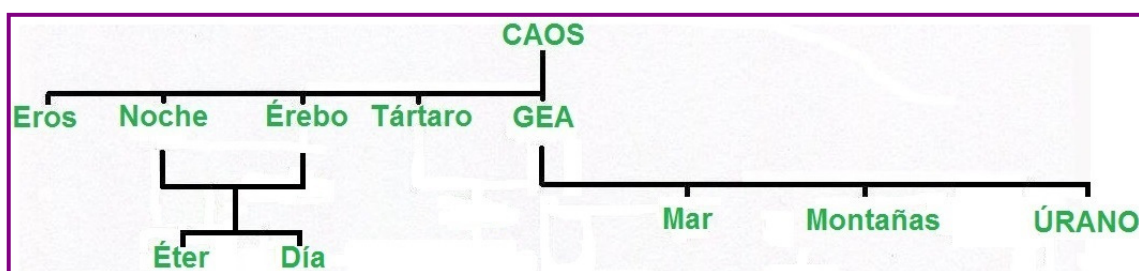 CAOS
Eros Noche Érebo Tártaro GEA
Mar Montañas ÚRANO
Éter Día